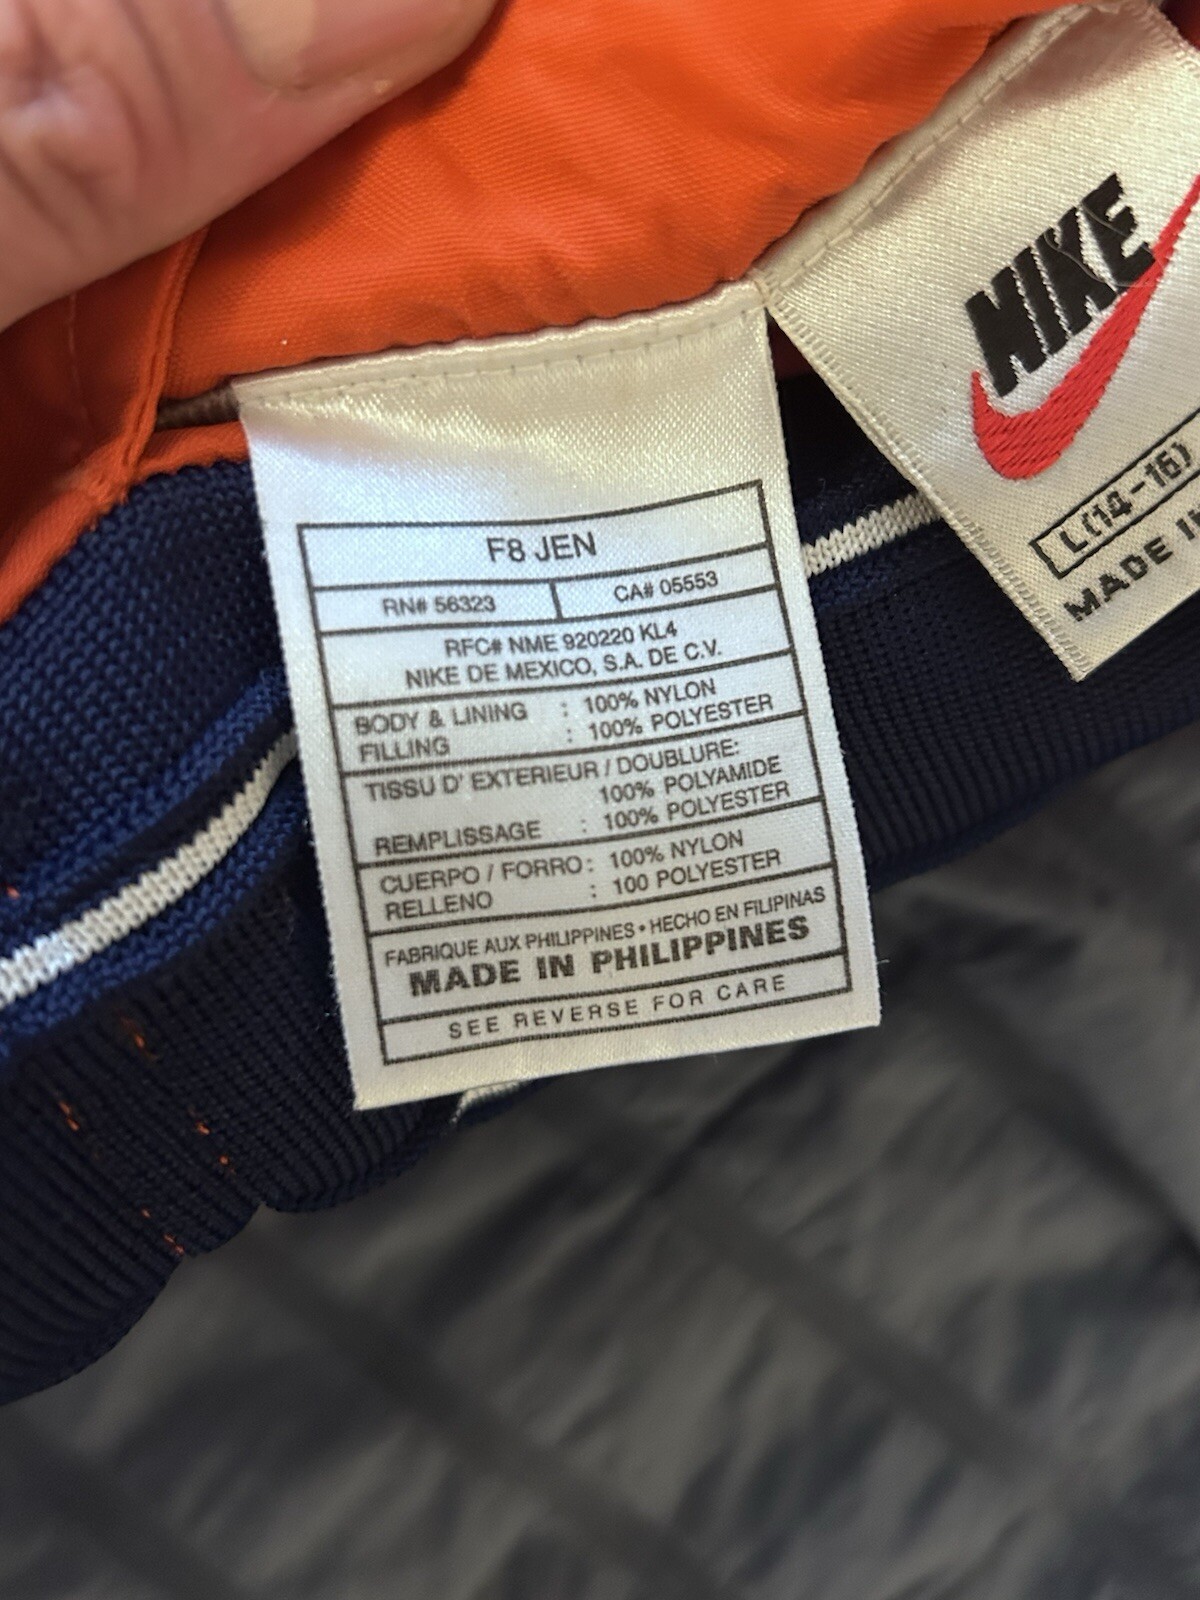 NIKE
L(14-16)
MADE I
F8 JEN
RN# 56323 CA# 05553
RFC# NME 920220 KL4
NIKE DE MEXICO, S.A. DE C.V.
BODY & LINING : 100% NYLON
FILLING : 100% POLYESTER
TISSU D' EXTERIEUR / DOUBLURE:
100% POLYAMIDE
REMPLISSAGE : 100% POLYESTER
CUERPO / FORRO : 100% NYLON
RELLENO : 100 POLYESTER
FABRIQUE AUX PHILIPPINES • HECHO EN FILIPINAS
MADE IN PHILIPPINES
SEE REVERSE FOR CARE